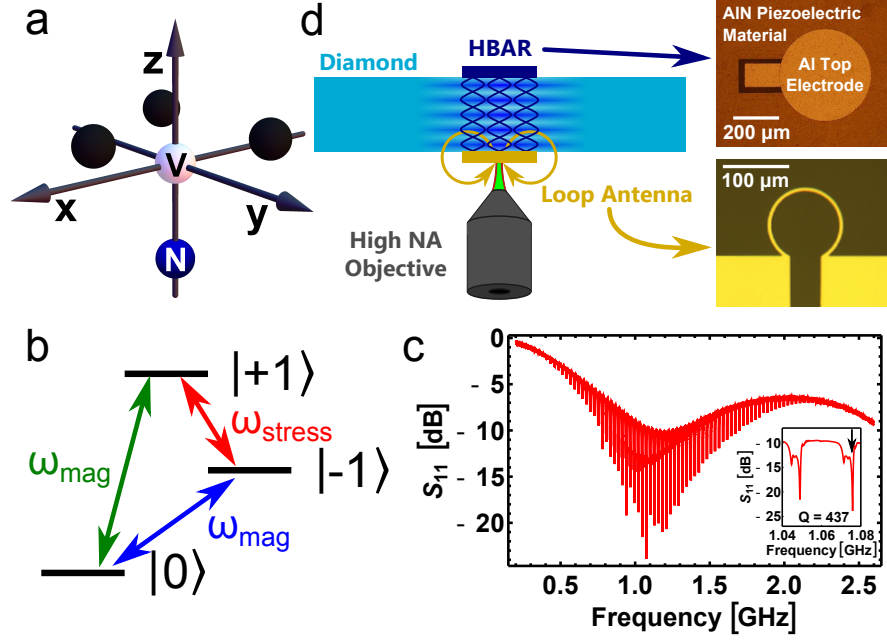 a
z
V
x
y
N
d
HBAR
Diamond
Loop Antenna
High NA
Objective
AlN Piezoelectric
Material
Al Top
Electrode
200 μm
100 μm
b
|+1⟩
ω_stress
ω_mag
|-1⟩
ω_mag
|0⟩
c
0
- 5
- 10
- 15
- 20
S₁₁ [dB]
0.5 1.0 1.5 2.0 2.5
Frequency [GHz]
- 10
- 15
- 20
- 25
S₁₁ [dB]
Q = 437
1.04 1.06 1.08
Frequency [GHz]